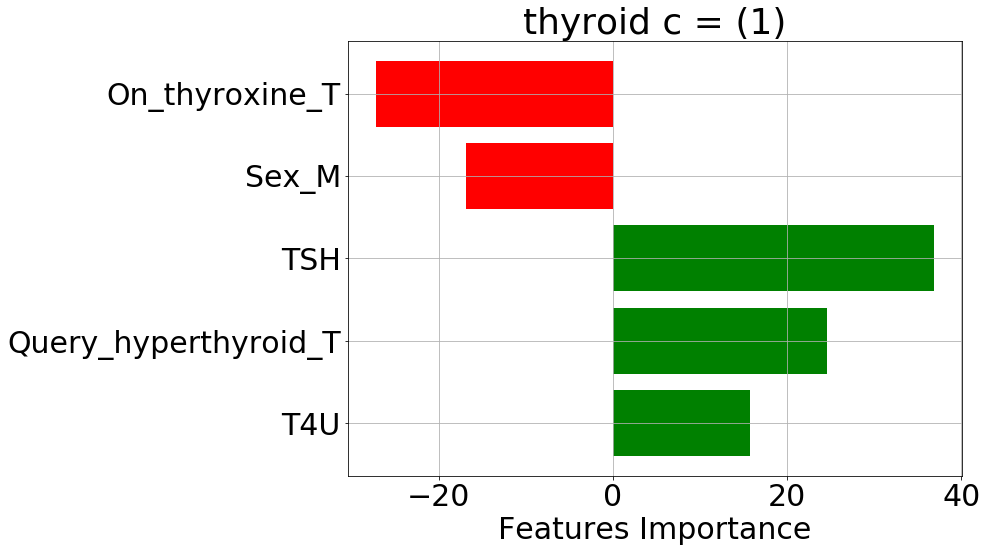 thyroid c = (1)
On_thyroxine_T
Sex_M
TSH
Query_hyperthyroid_T
T4U
−20 0 20 40
Features Importance